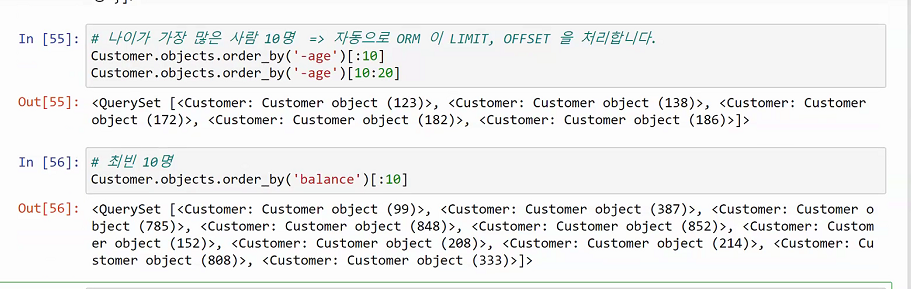 In [55]:
# 나이가 가장 많은 사람 10명  => 자동으로 ORM 이 LIMIT, OFFSET 을 처리합니다.
Customer.objects.order_by('-age')[:10]
Customer.objects.order_by('-age')[10:20]
Out[55]:
<QuerySet [<Customer: Customer object (123)>, <Customer: Customer object (138)>, <Customer: Customer
object (172)>, <Customer: Customer object (182)>, <Customer: Customer object (186)>]>
In [56]:
# 최빈 10명
Customer.objects.order_by('balance')[:10]
Out[56]:
<QuerySet [<Customer: Customer object (99)>, <Customer: Customer object (387)>, <Customer: Customer o
bject (785)>, <Customer: Customer object (848)>, <Customer: Customer object (852)>, <Customer: Custom
er object (152)>, <Customer: Customer object (208)>, <Customer: Customer object (214)>, <Customer: Cu
stomer object (808)>, <Customer: Customer object (333)>]>